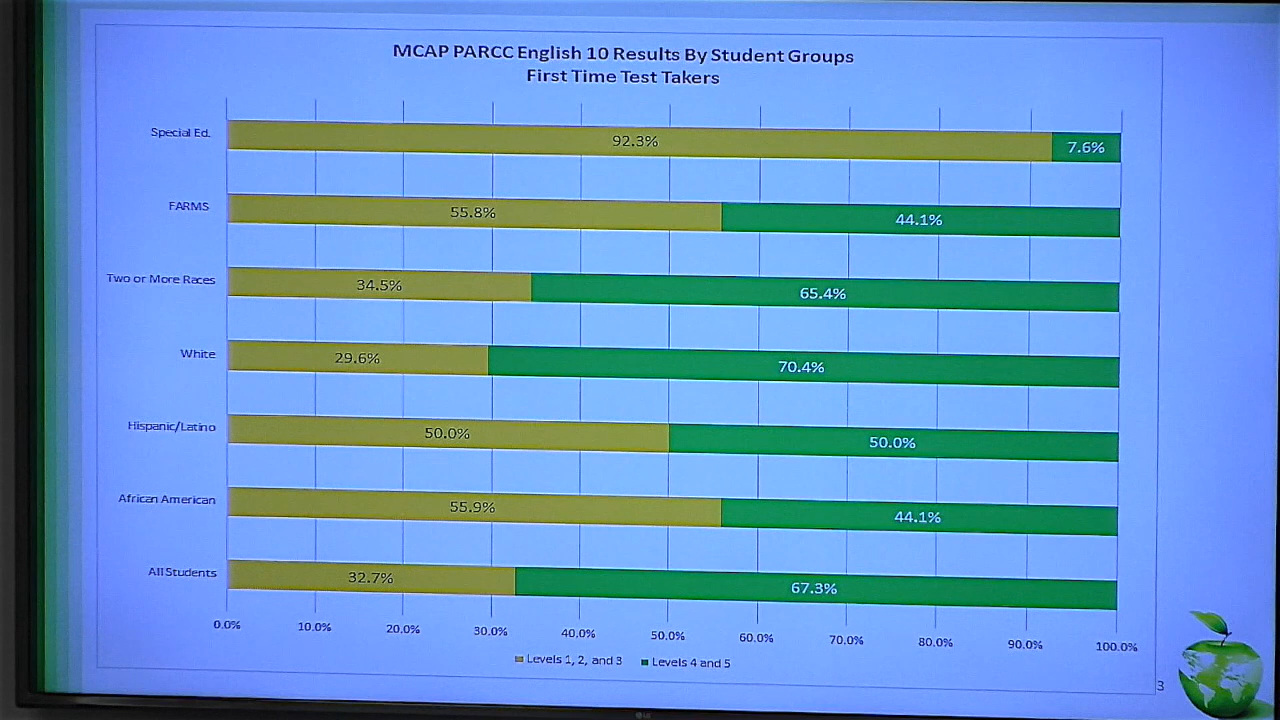 MCAP PARCC English 10 Results By Student Groups
First Time Test Takers
Special Ed. 92.3% 7.6%
FARMS 55.8% 44.1%
Two or More Races 34.5% 65.4%
White 29.6% 70.4%
Hispanic/Latino 50.0% 50.0%
African American 55.9% 44.1%
All Students 32.7% 67.3%
0.0% 10.0% 20.0% 30.0% 40.0% 50.0% 60.0% 70.0% 80.0% 90.0% 100.0%
Levels 1, 2, and 3 Levels 4 and 5
3
LG